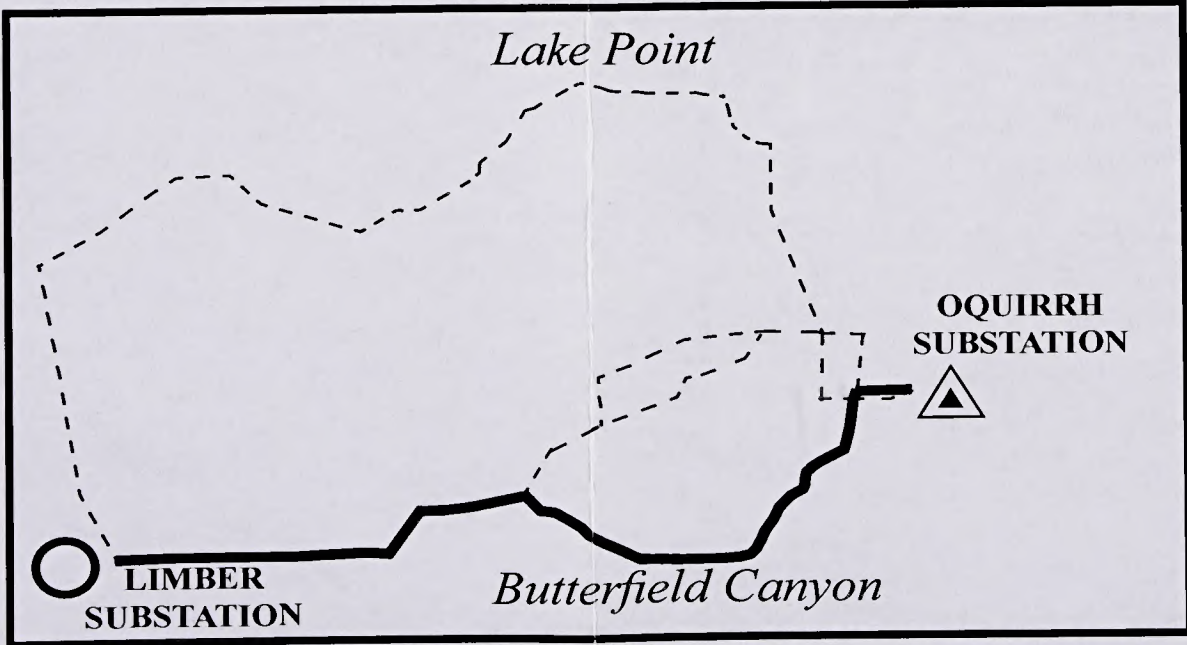 Lake Point
OQUIRRH
SUBSTATION
LIMBER
SUBSTATION
Butterfield Canyon